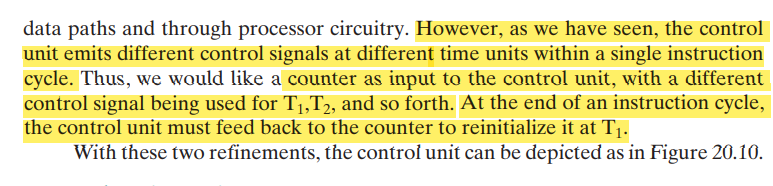 data paths and through processor circuitry. However, as we have seen, the control
unit emits different control signals at different time units within a single instruction
cycle. Thus, we would like a counter as input to the control unit, with a different
control signal being used for T₁,T₂, and so forth. At the end of an instruction cycle,
the control unit must feed back to the counter to reinitialize it at T₁.
With these two refinements, the control unit can be depicted as in Figure 20.10.